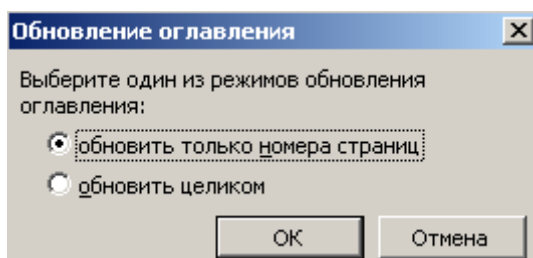 Обновление оглавления
Выберите один из режимов обновления
оглавления:
обновить только номера страниц
обновить целиком
ОК
Отмена